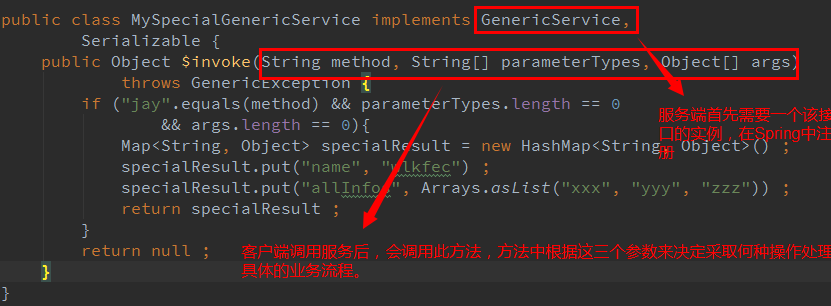 public class MySpecialGenericService implements GenericService,
Serializable {
public Object $invoke(String method, String[] parameterTypes, Object[] args)
throws GenericException {
if ("jay".equals(method) && parameterTypes.length == 0
&& args.length == 0){
Map<String, Object> specialResult = new HashMap<String, Object>() ;
specialResult.put("name", "wlkfec") ;
specialResult.put("allInfos", Arrays.asList("xxx", "yyy", "zzz")) ;
return specialResult ;
}
return null ;
}
}
服务端首先需要一个该接
口的实例，在Spring中注
册
客户端调用服务后，会调用此方法，方法中根据这三个参数来决定采取何种操作处理
具体的业务流程。